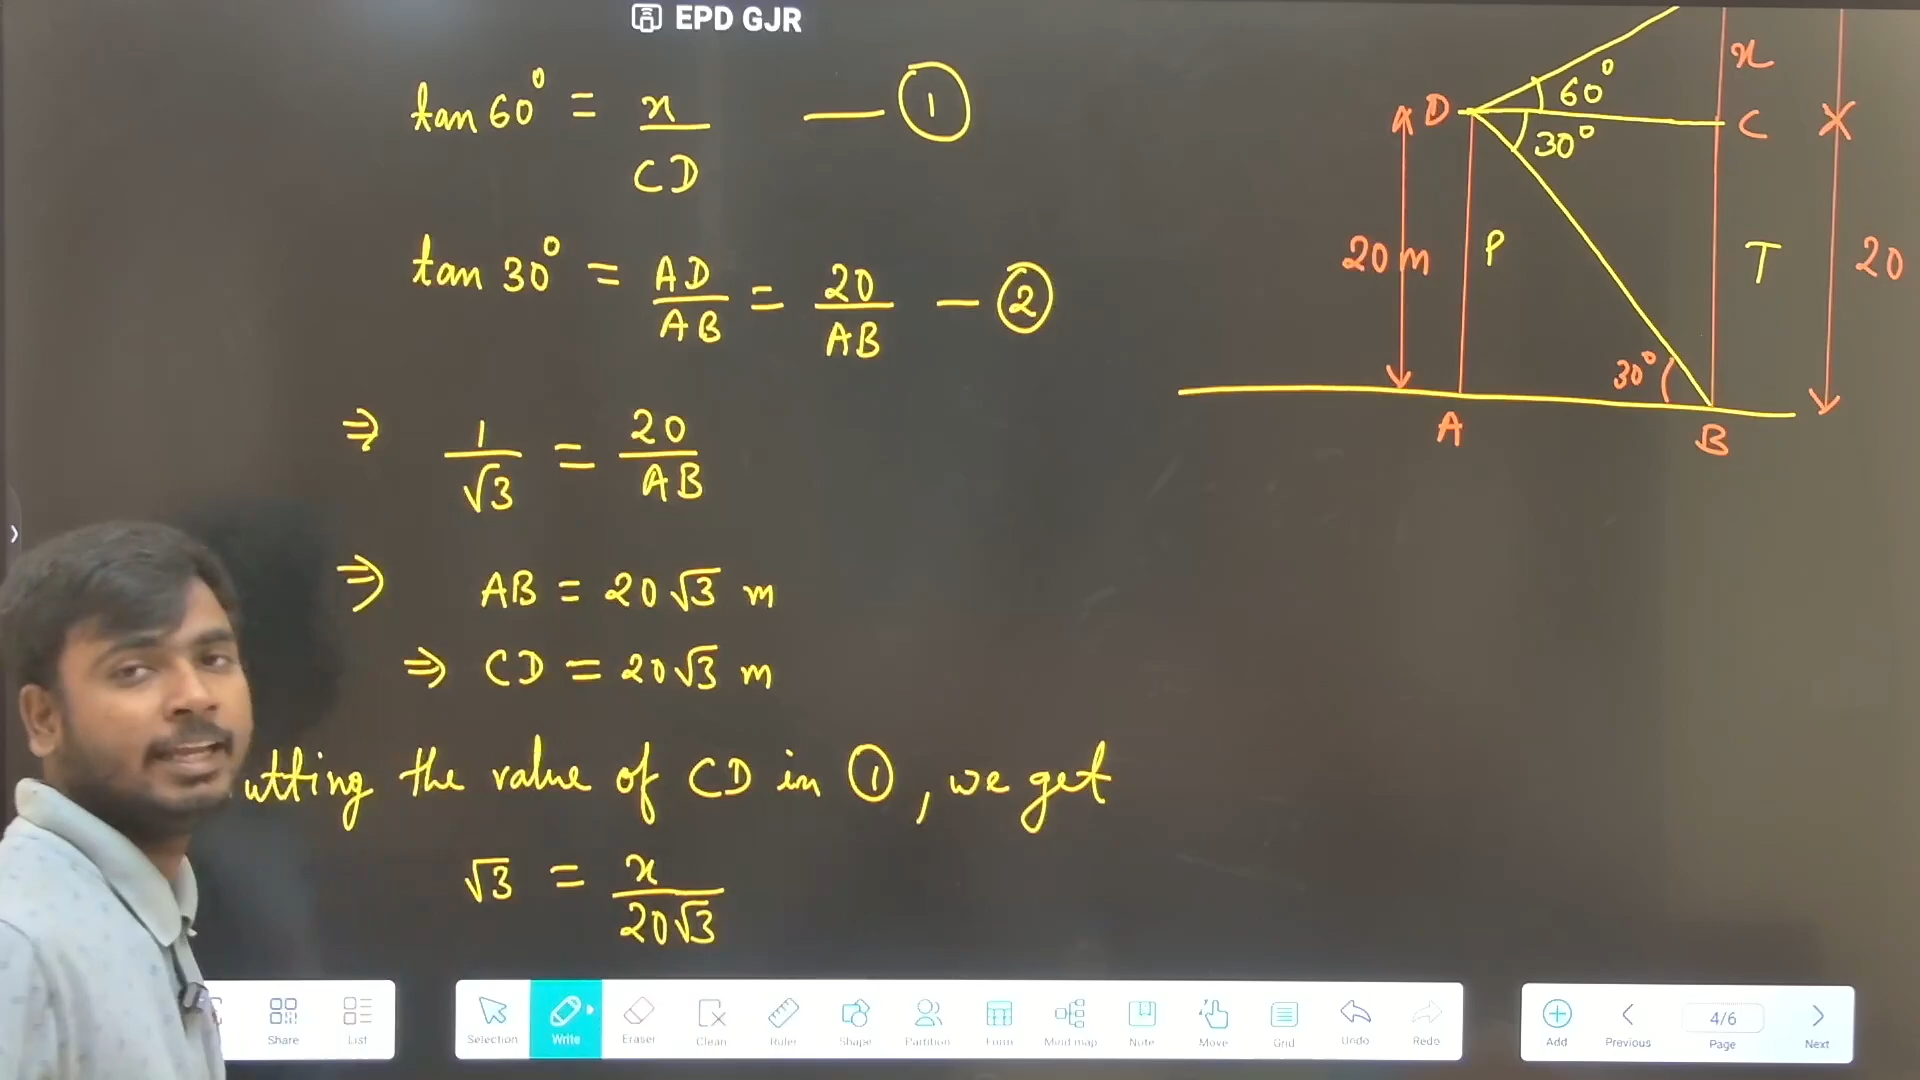 EPD GJR
tan 60° = x/CD — ①
tan 30° = AD/AB = 20/AB — ②
⇒ 1/√3 = 20/AB
⇒ AB = 20√3 m
⇒ CD = 20√3 m
utting the value of CD in ①, we get
√3 = x/20√3
x
60°
D C
30°
20 m P T 20
30°
A B
Share List
Selection Write Eraser Clean Ruler Shape Partition Form Mind map Note Move Grid Undo Redo
Add Previous 4/6 Page Next